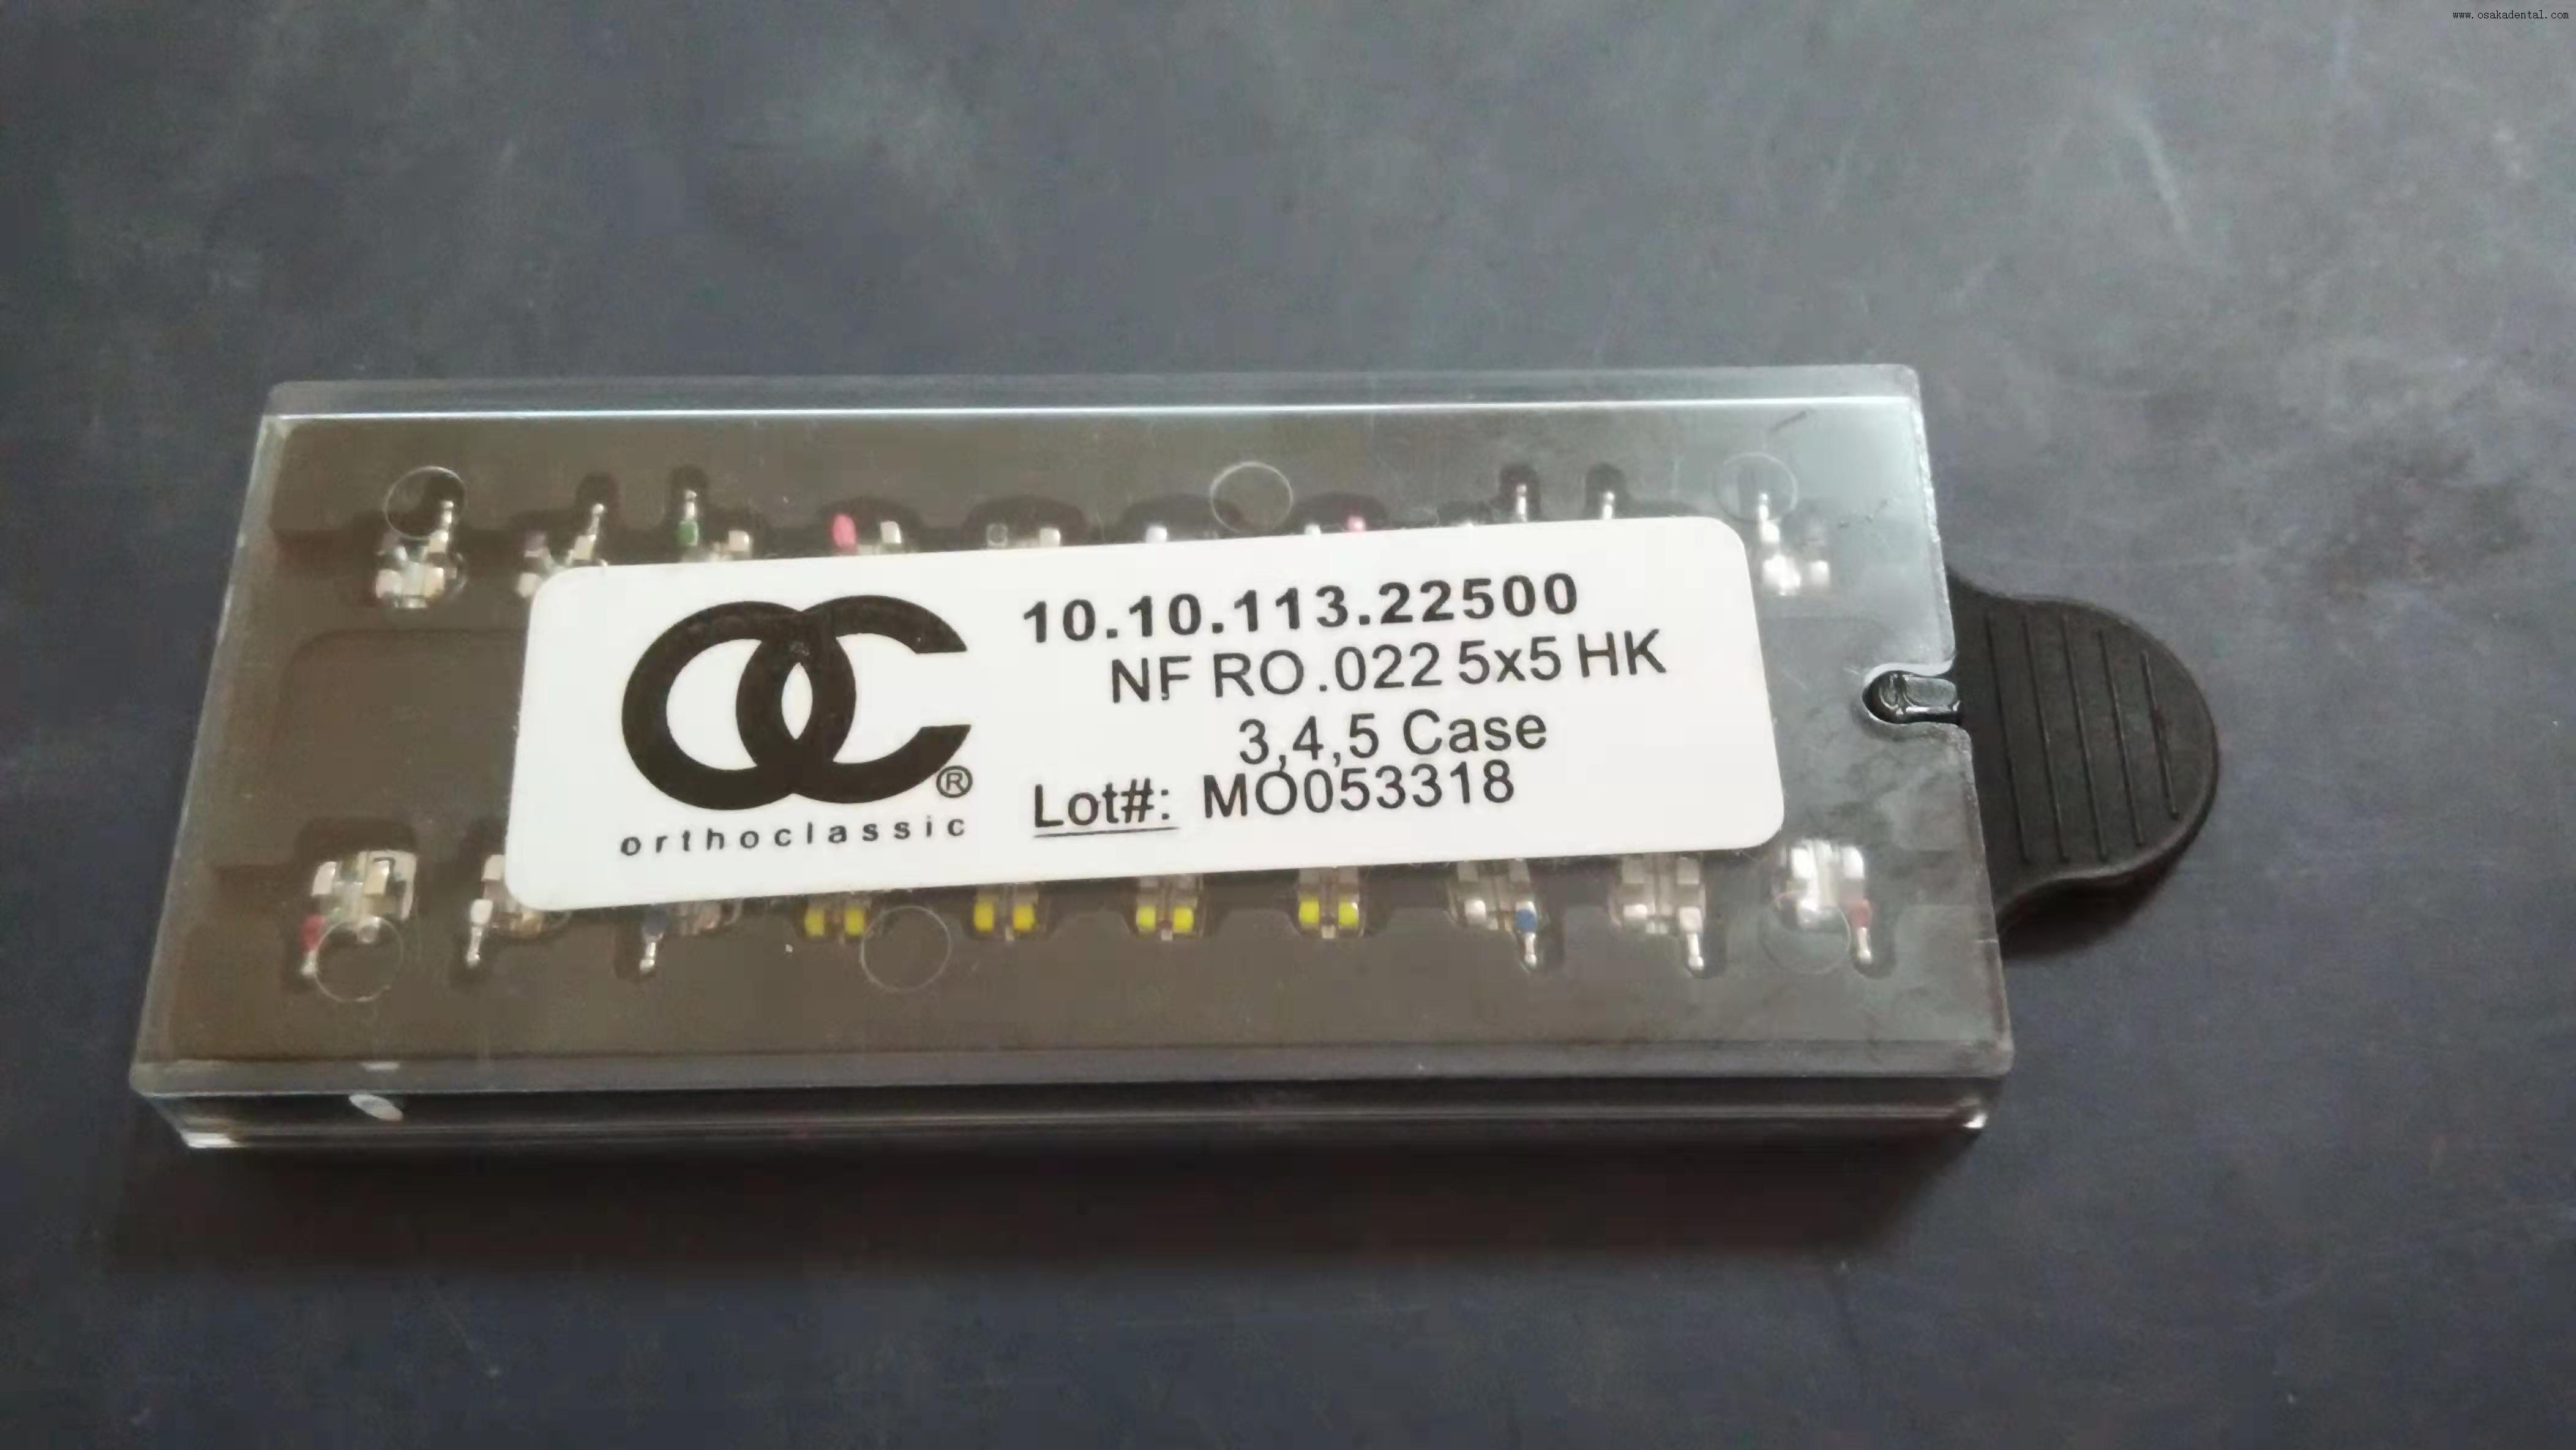 www.osakadental.com
10.10.113.22500
NF RO .022 5x5 HK
3,4,5 Case
Lot#: MO053318
OC®
orthoclassic